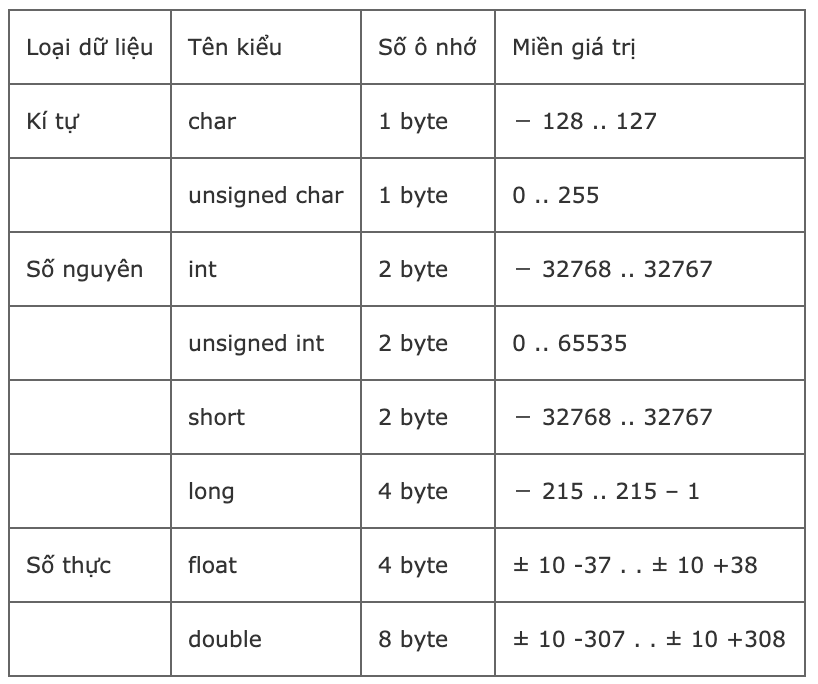 Loại dữ liệu Tên kiểu Số ô nhớ Miền giá trị
Kí tự char 1 byte − 128 .. 127
unsigned char 1 byte 0 .. 255
Số nguyên int 2 byte − 32768 .. 32767
unsigned int 2 byte 0 .. 65535
short 2 byte − 32768 .. 32767
long 4 byte − 215 .. 215 – 1
Số thực float 4 byte ± 10 -37 . . ± 10 +38
double 8 byte ± 10 -307 . . ± 10 +308